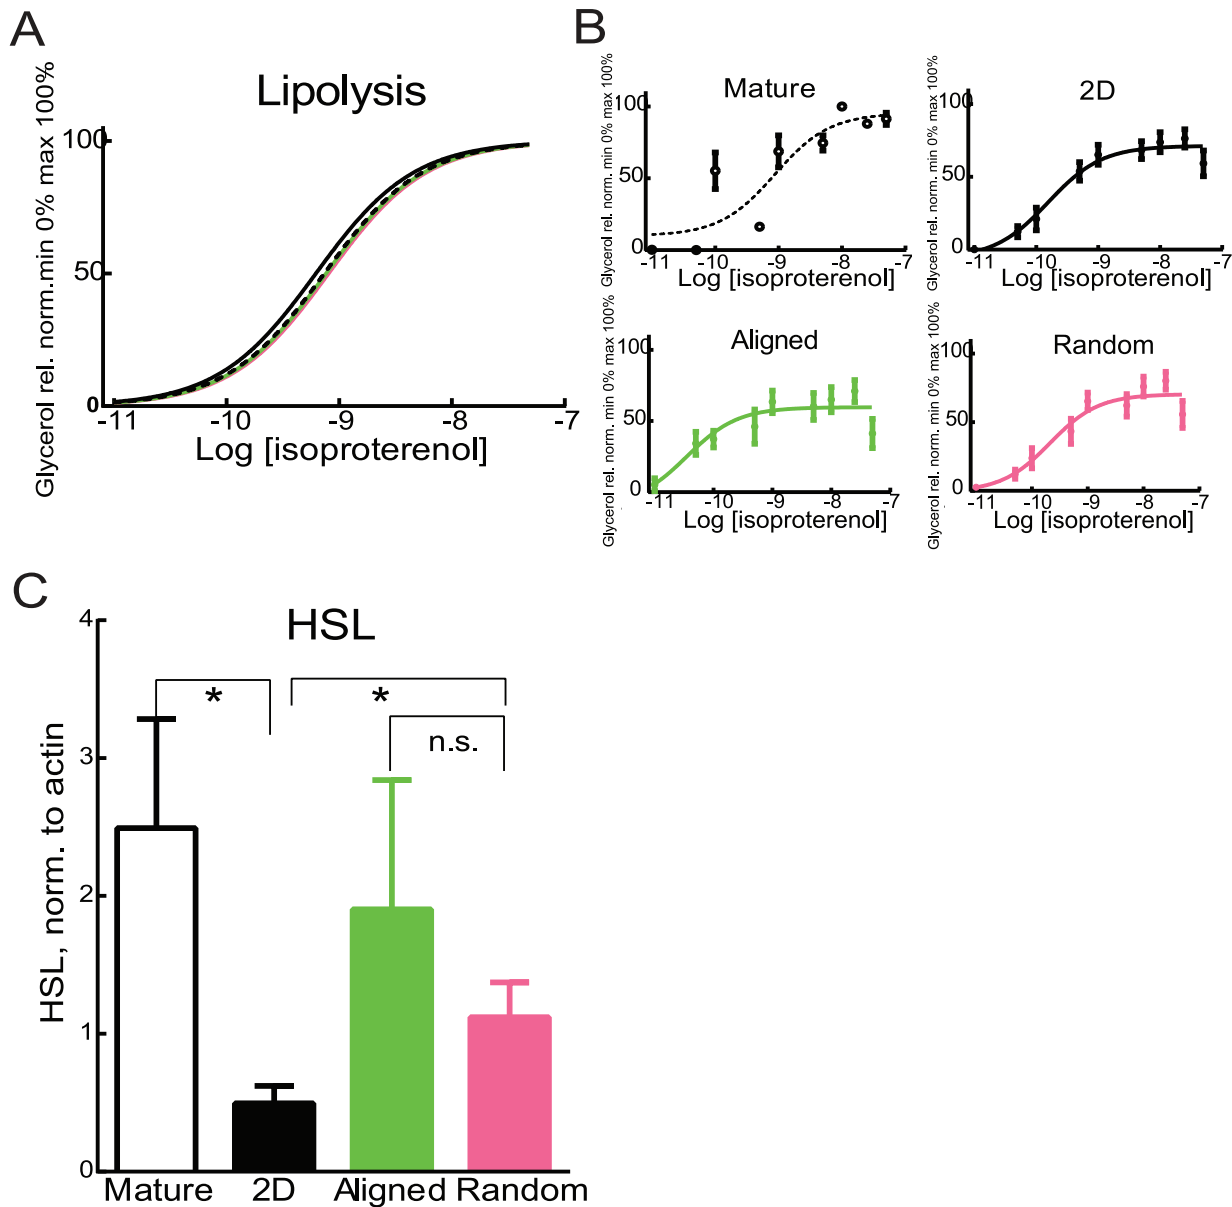 A
Lipolysis
Glycerol rel. norm.min 0% max 100%
100
50
0
-11 -10 -9 -8 -7
Log [isoproterenol]
B
Mature
Glycerol rel. norm. min 0% max 100%
100
50
0
-11 -10 -9 -8 -7
Log [isoproterenol]
2D
Glycerol rel. norm. min 0% max 100%
100
50
0
-11 -10 -9 -8 -7
Log [isoproterenol]
Aligned
Glycerol rel. norm. min 0% max 100%
100
50
0
-11 -10 -9 -8 -7
Log [isoproterenol]
Random
Glycerol rel. norm. min 0% max 100%
100
50
0
-11 -10 -9 -8 -7
Log [isoproterenol]
C
HSL
HSL, norm. to actin
4
3
2
1
0
*
*
n.s.
Mature 2D Aligned Random